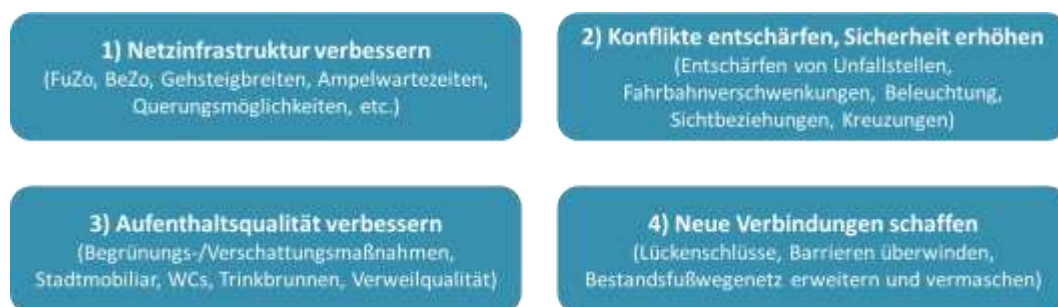 1) Netzinfrastruktur verbessern
(FuZo, BeZo, Gehsteigbreiten, Ampelwartezeiten,
Querungsmöglichkeiten, etc.)
2) Konflikte entschärfen, Sicherheit erhöhen
(Entschärfen von Unfallstellen,
Fahrbahnverschwenkungen, Beleuchtung,
Sichtbeziehungen, Kreuzungen)
3) Aufenthaltsqualität verbessern
(Begrünungs-/Verschattungsmaßnahmen,
Stadtmobiliar, WCs, Trinkbrunnen, Verweilqualität)
4) Neue Verbindungen schaffen
(Lückenschlüsse, Barrieren überwinden,
Bestandsfußwegenetz erweitern und vermaschen)